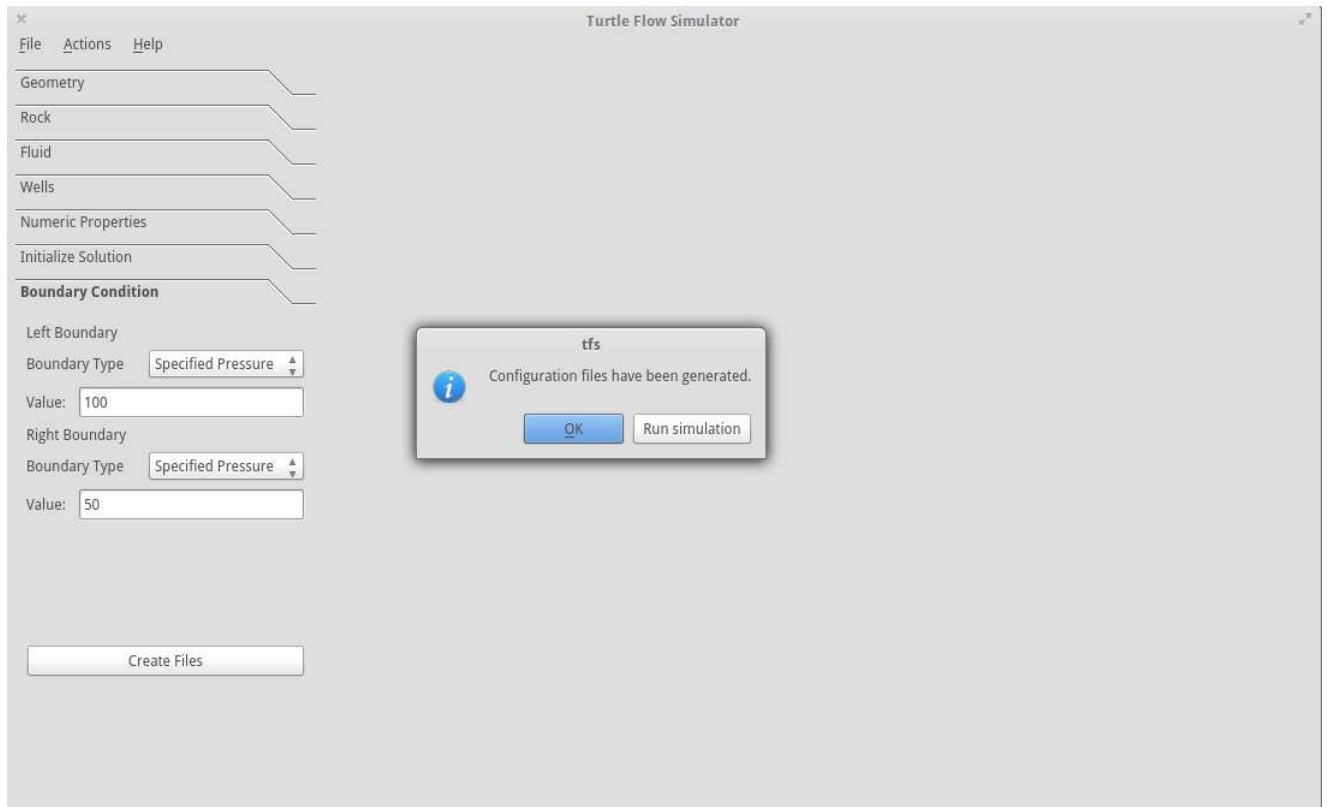 Turtle Flow Simulator
File Actions Help
Geometry
Rock
Fluid
Wells
Numeric Properties
Initialize Solution
Boundary Condition
Left Boundary
Boundary Type Specified Pressure
Value: 100
Right Boundary
Boundary Type Specified Pressure
Value: 50
Create Files
tfs
Configuration files have been generated.
OK Run simulation